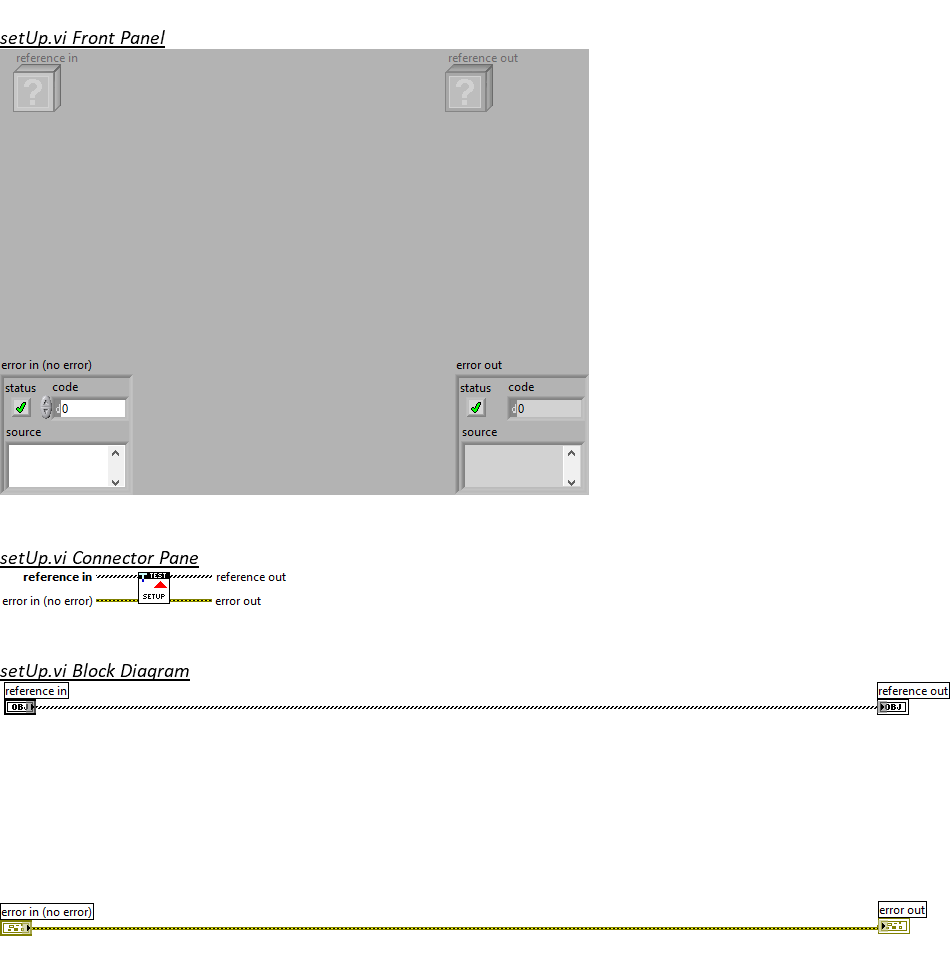 setUp.vi Front Panel
reference in
reference out
?
?
error in (no error)
error out
status code
status code
d 0
d 0
source
source
setUp.vi Connector Pane
reference in
TEST
reference out
error in (no error)
SETUP
error out
setUp.vi Block Diagram
reference in
reference out
OBJ
OBJ
error in (no error)
error out